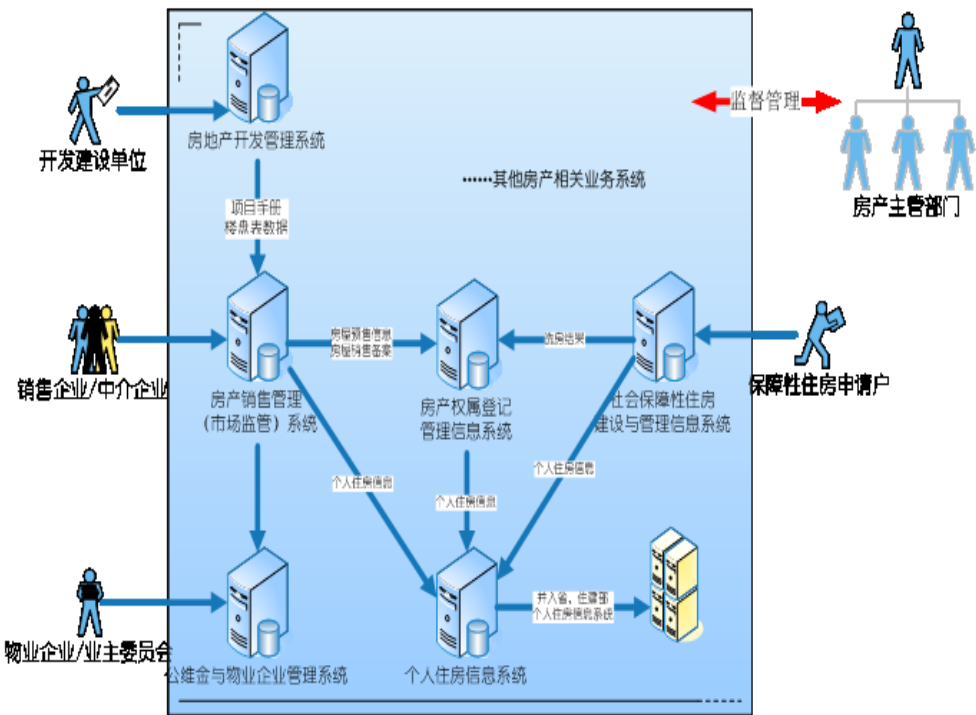 监督管理
房地产开发管理系统
开发建设单位
……其他房产相关业务系统
房产主管部门
项目手册
楼盘表数据
房屋预售信息
房屋销售备案
选房结果
销售企业/中介企业
保障性住房申请户
房产销售管理
（市场监管）系统
房产权属登记
管理信息系统
社会保障性住房
建设与管理信息系统
个人住房信息
个人住房信息
个人住房信息
并入省、住建部
个人住房信息系统
物业企业/业主委员会
公维金与物业企业管理系统
个人住房信息系统